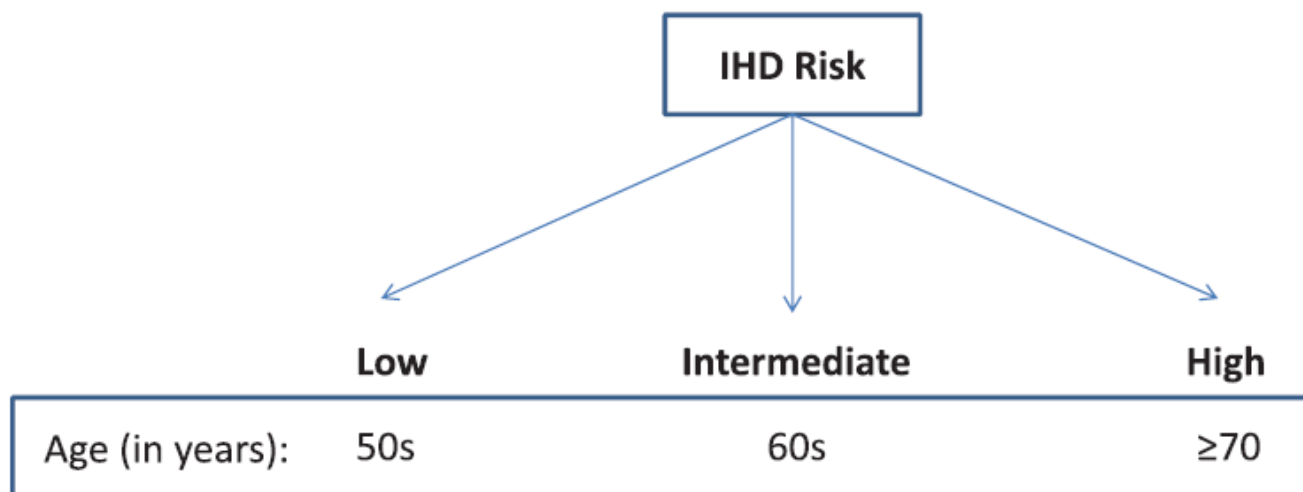 IHD Risk
Low Intermediate High
Age (in years): 50s 60s ≥70